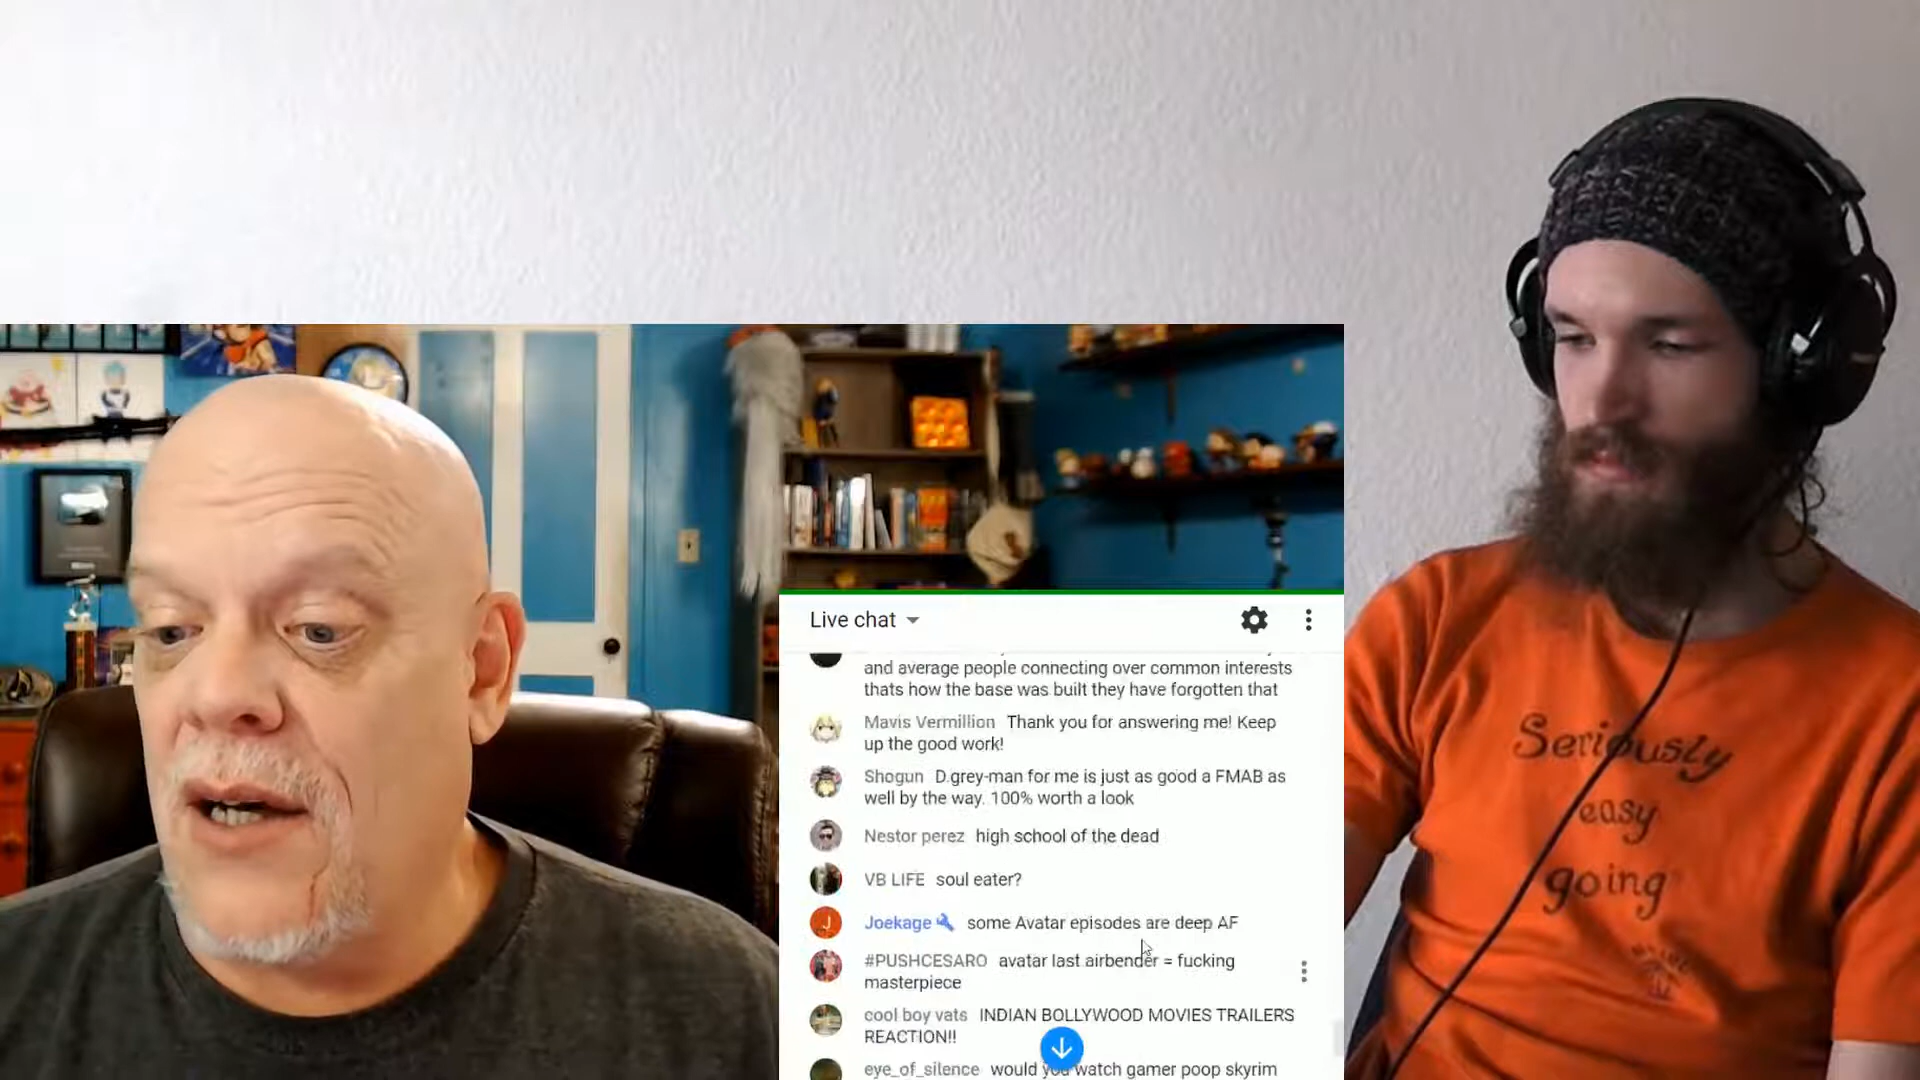 Live chat
and average people connecting over common interests
thats how the base was built they have forgotten that
Mavis Vermillion Thank you for answering me! Keep
up the good work!
Shogun D.grey-man for me is just as good a FMAB as
well by the way. 100% worth a look
Nestor perez high school of the dead
VB LIFE soul eater?
J
Joekage some Avatar episodes are deep AF
#PUSHCESARO avatar last airbender = fucking
masterpiece
cool boy vats INDIAN BOLLYWOOD MOVIES TRAILERS
REACTION!!
eye_of_silence would you watch gamer poop skyrim
Seriously
easy
going